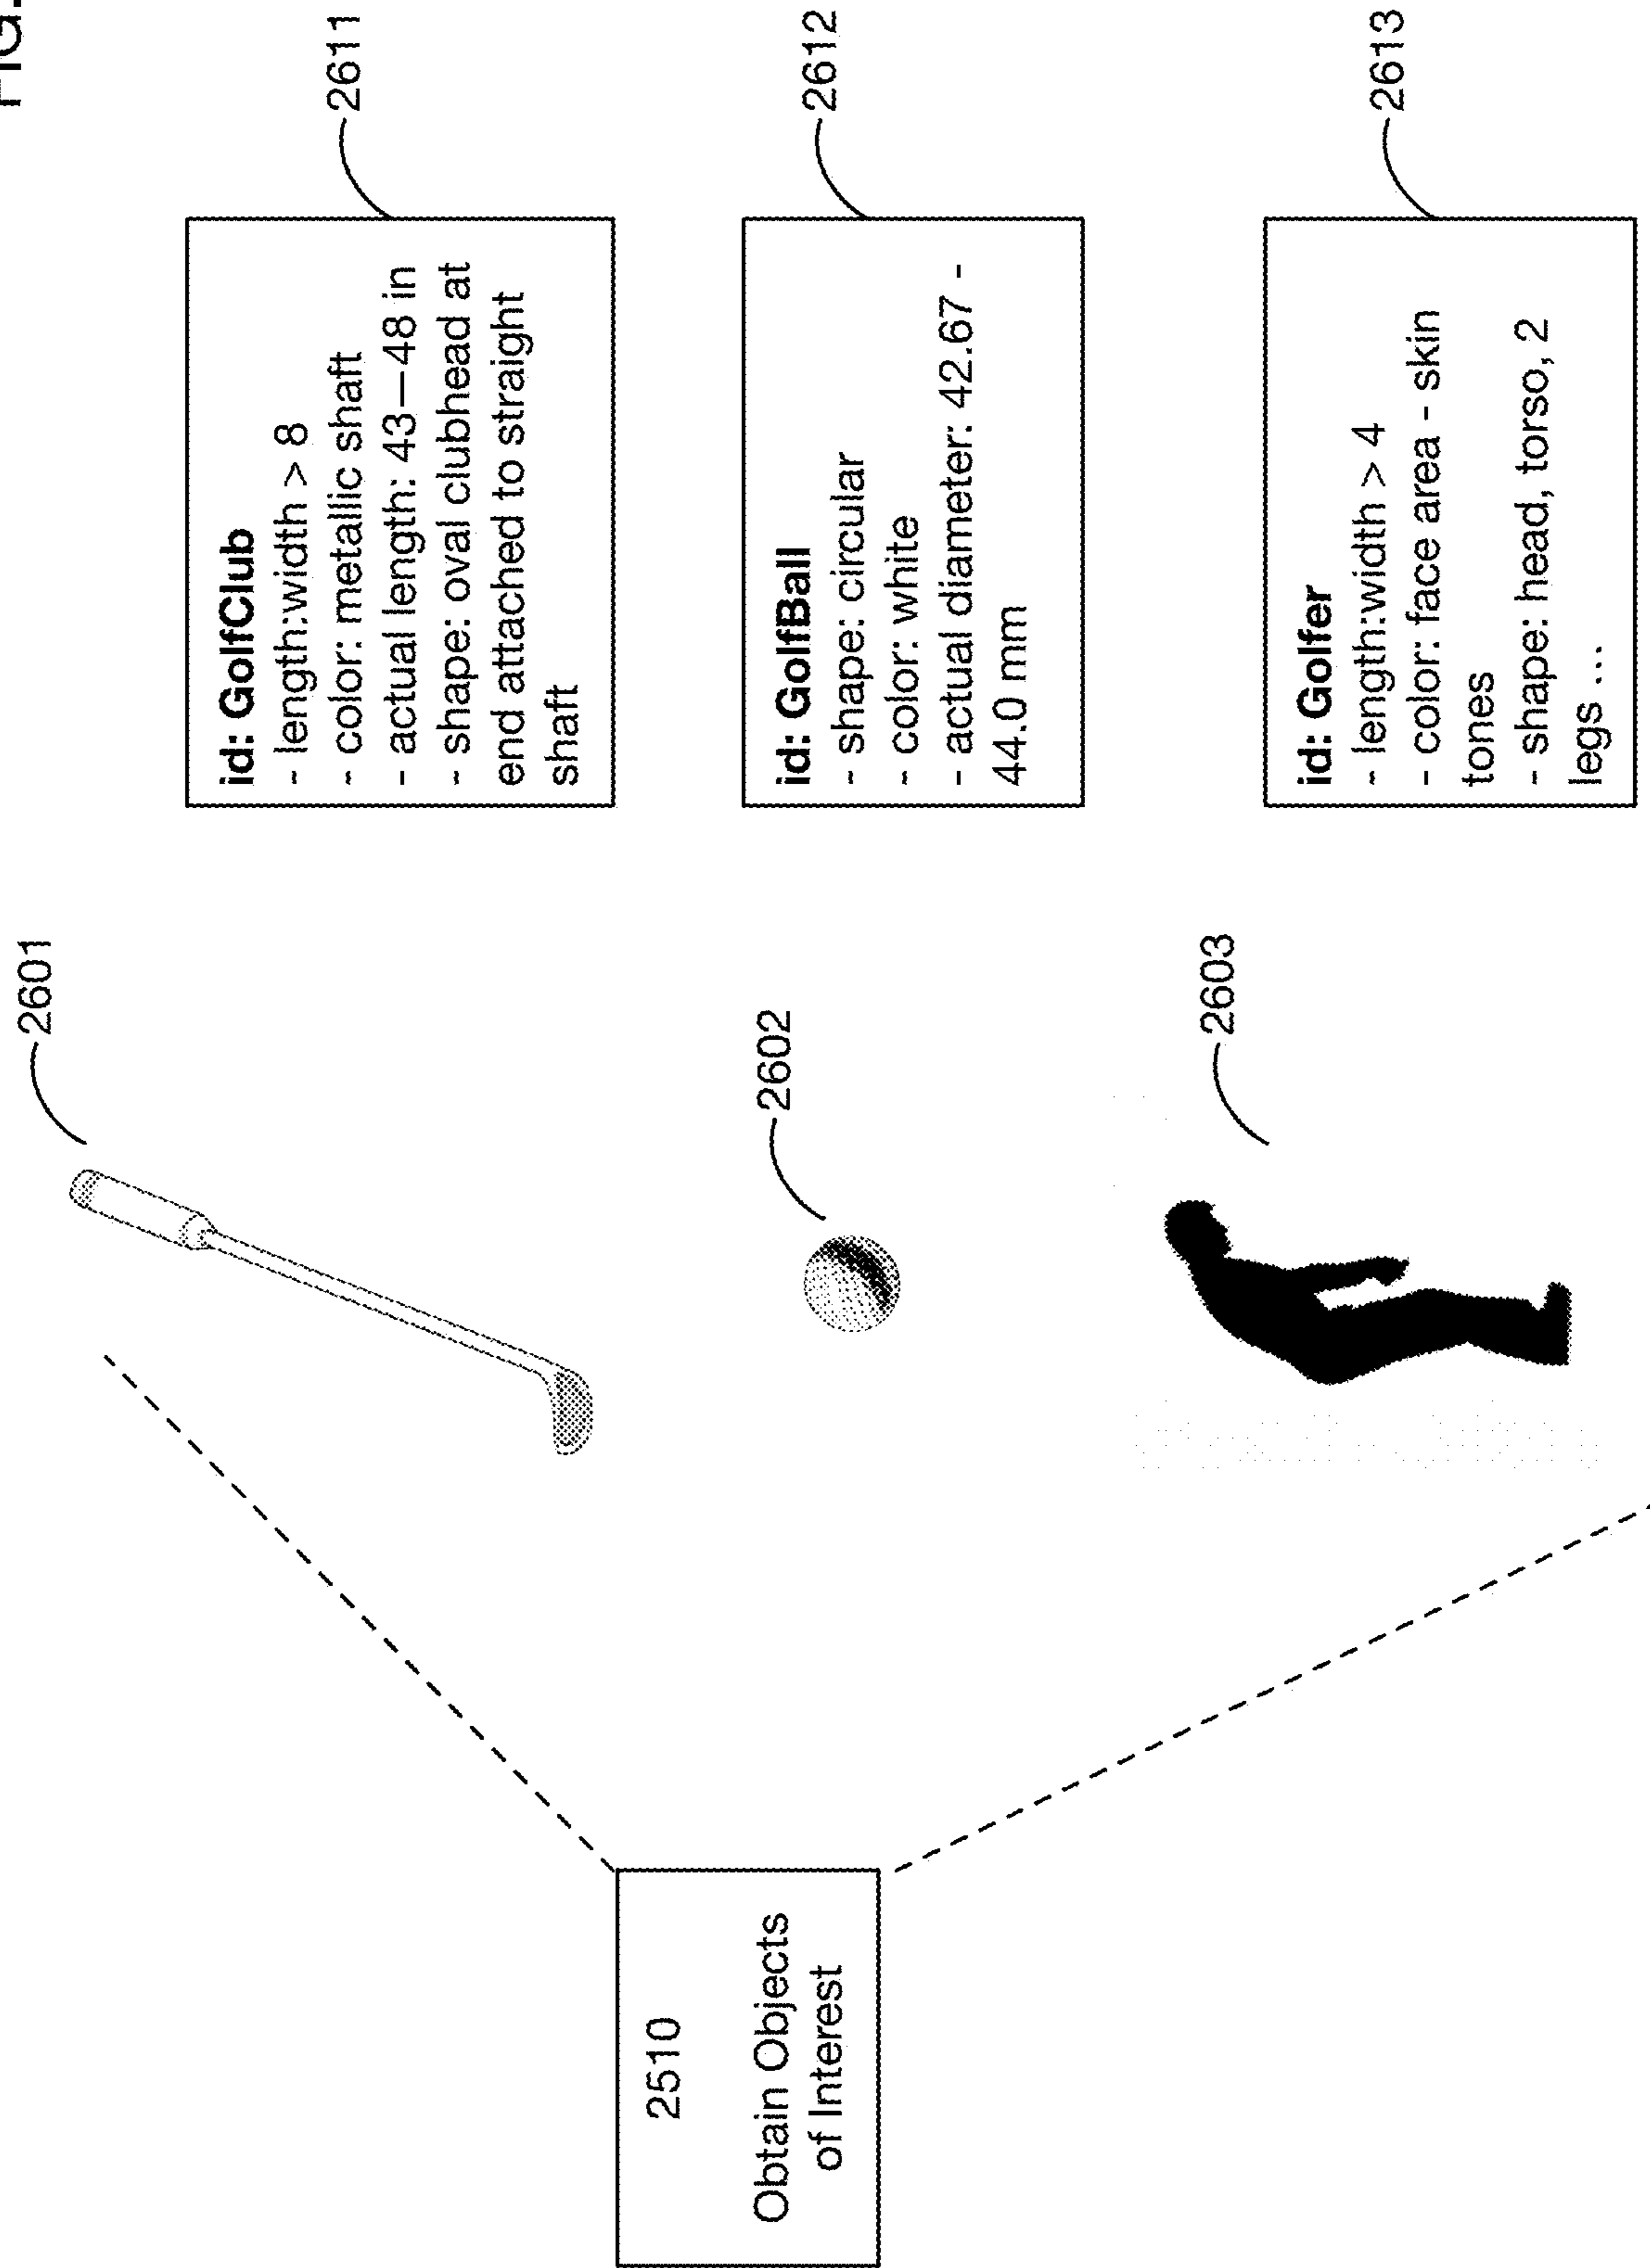 FIG.
2510
Obtain Objects
of Interest
2601
2602
2603
id: GolfClub
- length:width > 8
- color: metallic shaft
- actual length: 43–48 in
- shape: oval clubhead at
end attached to straight
shaft
2611
id: GolfBall
- shape: circular
- color: white
- actual diameter: 42.67 -
44.0 mm
2612
id: Golfer
- length:width > 4
- color: face area - skin
tones
- shape: head, torso, 2
legs ...
2613